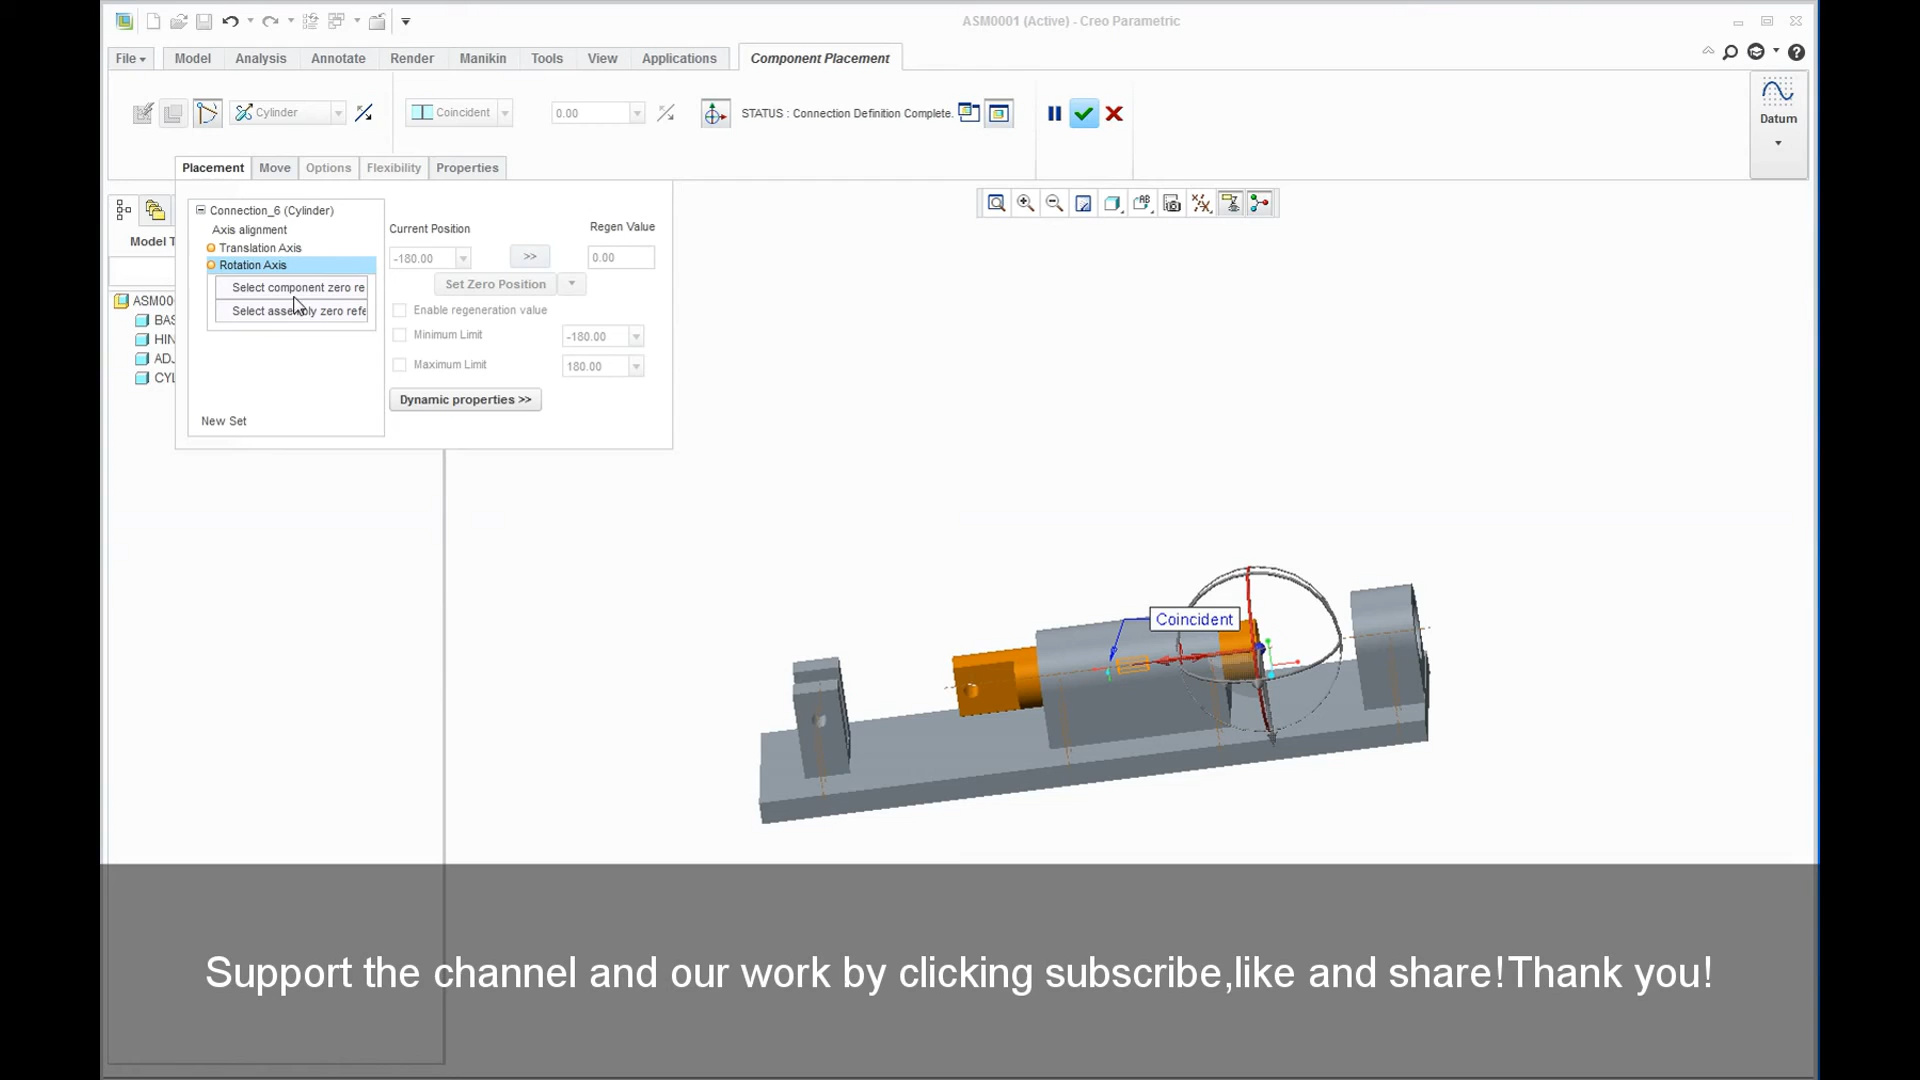 ASM0001 (Active) - Creo Parametric
File Model Analysis Annotate Render Manikin Tools View Applications Component Placement
Cylinder Coincident 0.00 STATUS : Connection Definition Complete.
Datum
Placement Move Options Flexibility Properties
Connection_6 (Cylinder)
Axis alignment
Translation Axis
Rotation Axis
Select component zero re
Select assembly zero refe
New Set
Current Position Regen Value
-180.00 >> 0.00
Set Zero Position
Enable regeneration value
Minimum Limit -180.00
Maximum Limit 180.00
Dynamic properties >>
Model T
ASM00
BAS
HIN
ADJ
CYL
Coincident
Support the channel and our work by clicking subscribe,like and share!Thank you!